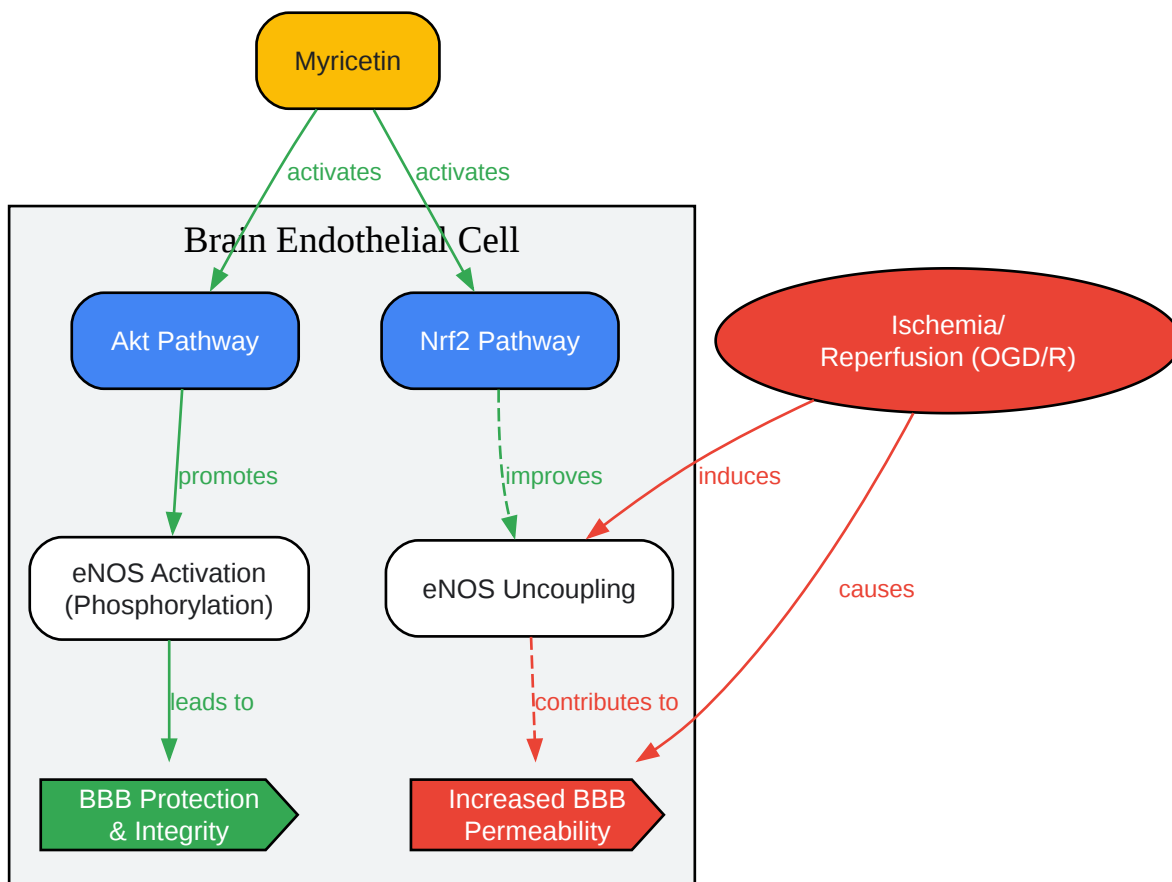 Myricetin
activates
activates
Brain Endothelial Cell
Akt Pathway
Nrf2 Pathway
Ischemia/
Reperfusion (OGD/R)
promotes
improves
induces
eNOS Activation
(Phosphorylation)
eNOS Uncoupling
causes
leads to
contributes to
BBB Protection
& Integrity
Increased BBB
Permeability